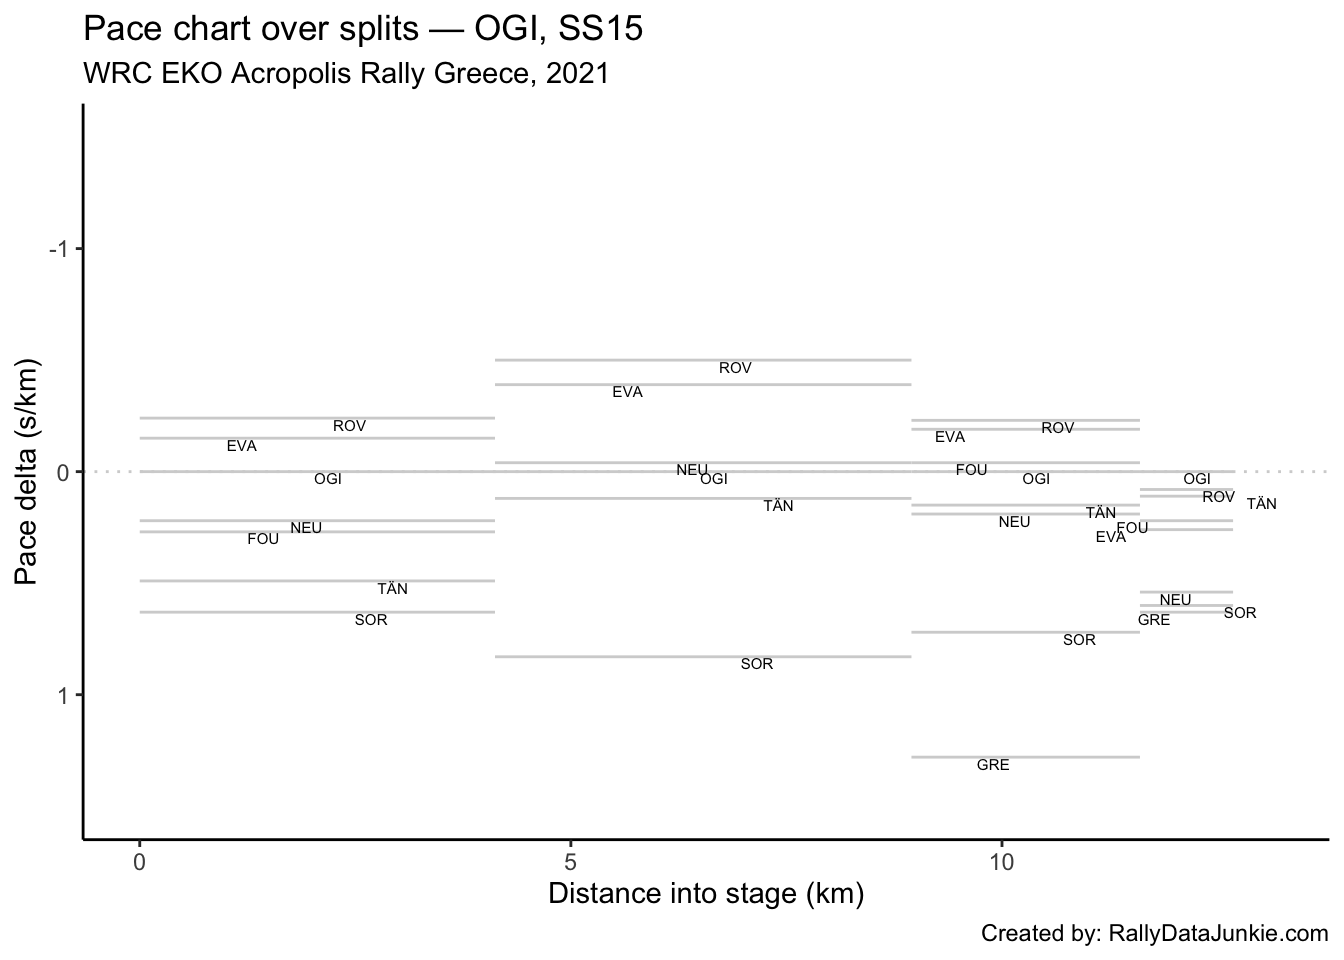 Pace chart over splits — OGI, SS15
WRC EKO Acropolis Rally Greece, 2021
Pace delta (s/km)
-1
0
1
ROV
EVA
OGI
NEU
FOU
TÄN
SOR
ROV
EVA
NEU
OGI
TÄN
SOR
ROV
EVA
FOU
OGI
TÄN
NEU
EVA
SOR
GRE
OGI
ROV
TÄN
FOU
NEU
SOR
GRE
0
5
10
Distance into stage (km)
Created by: RallyDataJunkie.com